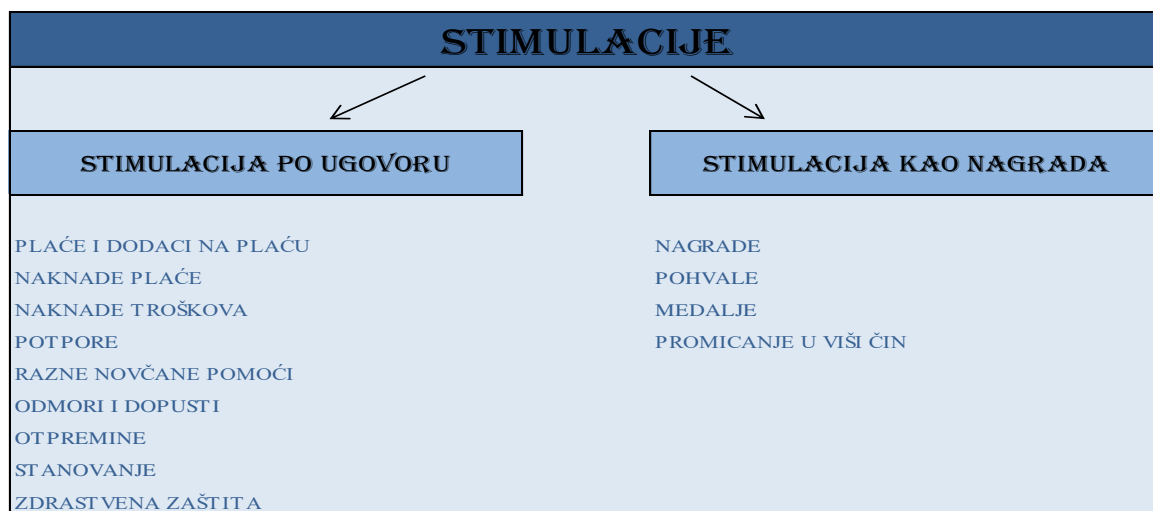 STIMULACIJE
STIMULACIJA PO UGOVORU
PLAĆE I DODACI NA PLAĆU
NAKNADE PLAĆE
NAKNADE TROŠKOVA
POTPORE
RAZNE NOVČANE POMOĆI
ODMORI I DOPUSTI
OTPREMINE
STANOVANJE
ZDRASTVENA ZAŠTITA
STIMULACIJA KAO NAGRADA
NAGRADE
POHVALE
MEDALJE
PROMICANJE U VIŠI ČIN